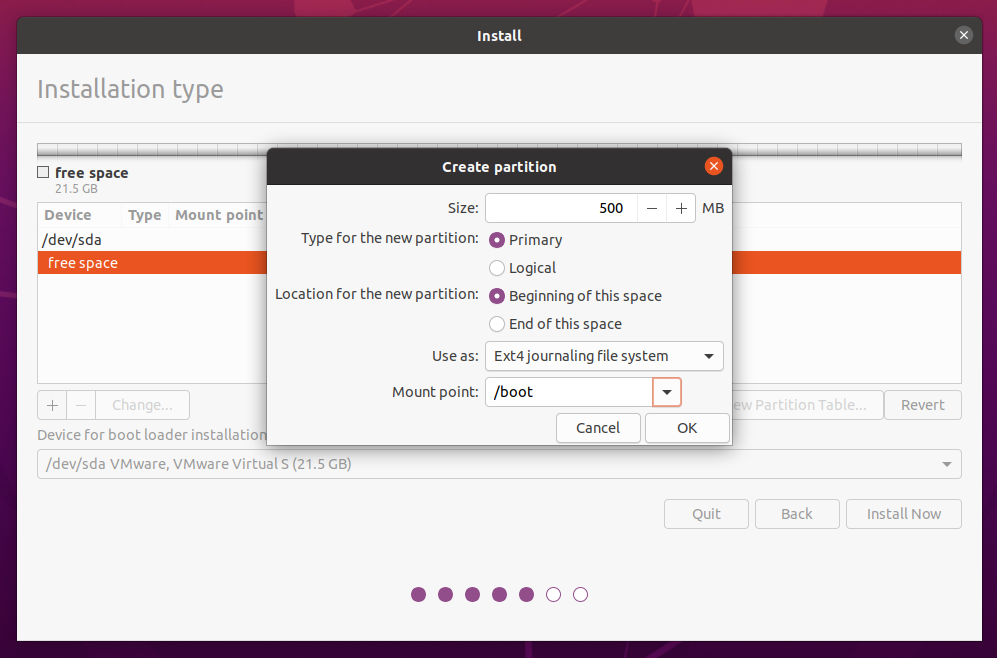 Install
Installation type
free space
21.5 GB
Device Type Mount point
/dev/sda
free space
Create partition
Size: 500 — + MB
Type for the new partition: Primary
Logical
Location for the new partition: Beginning of this space
End of this space
Use as: Ext4 journaling file system
Mount point: /boot
Cancel OK
+ — Change... Partition Table... Revert
Device for boot loader installation
/dev/sda VMware, VMware Virtual S (21.5 GB)
Quit Back Install Now